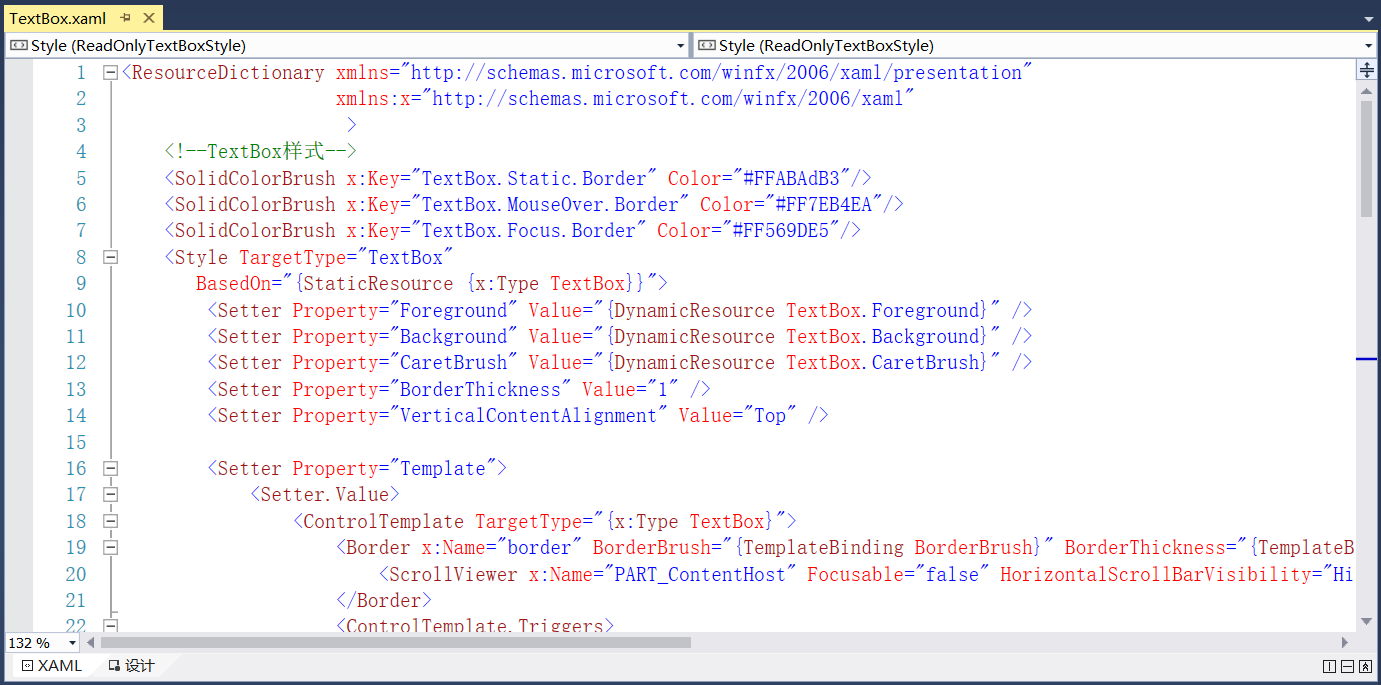 TextBox.xaml
Style (ReadOnlyTextBoxStyle) Style (ReadOnlyTextBoxStyle)
1 <ResourceDictionary xmlns="http://schemas.microsoft.com/winfx/2006/xaml/presentation"
2 xmlns:x="http://schemas.microsoft.com/winfx/2006/xaml"
3 >
4 <!--TextBox样式-->
5 <SolidColorBrush x:Key="TextBox.Static.Border" Color="#FFABAdB3"/>
6 <SolidColorBrush x:Key="TextBox.MouseOver.Border" Color="#FF7EB4EA"/>
7 <SolidColorBrush x:Key="TextBox.Focus.Border" Color="#FF569DE5"/>
8 <Style TargetType="TextBox"
9 BasedOn="{StaticResource {x:Type TextBox}}">
10 <Setter Property="Foreground" Value="{DynamicResource TextBox.Foreground}" />
11 <Setter Property="Background" Value="{DynamicResource TextBox.Background}" />
12 <Setter Property="CaretBrush" Value="{DynamicResource TextBox.CaretBrush}" />
13 <Setter Property="BorderThickness" Value="1" />
14 <Setter Property="VerticalContentAlignment" Value="Top" />
15
16 <Setter Property="Template">
17 <Setter.Value>
18 <ControlTemplate TargetType="{x:Type TextBox}">
19 <Border x:Name="border" BorderBrush="{TemplateBinding BorderBrush}" BorderThickness="{TemplateB
20 <ScrollViewer x:Name="PART_ContentHost" Focusable="false" HorizontalScrollBarVisibility="Hi
21 </Border>
22 <ControlTemplate.Triggers>
132 %
XAML 设计